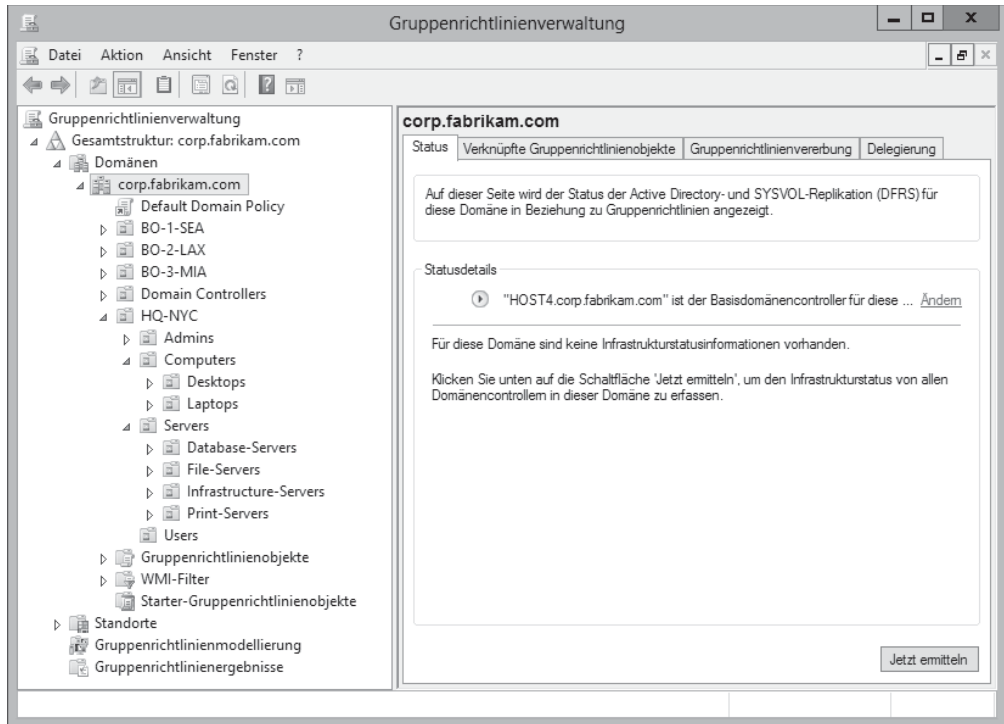 Gruppenrichtlinienverwaltung
Datei Aktion Ansicht Fenster ?
Gruppenrichtlinienverwaltung
Gesamtstruktur: corp.fabrikam.com
Domänen
corp.fabrikam.com
Default Domain Policy
BO-1-SEA
BO-2-LAX
BO-3-MIA
Domain Controllers
HQ-NYC
Admins
Computers
Desktops
Laptops
Servers
Database-Servers
File-Servers
Infrastructure-Servers
Print-Servers
Users
Gruppenrichtlinienobjekte
WMI-Filter
Starter-Gruppenrichtlinienobjekte
Standorte
Gruppenrichtlinienmodellierung
Gruppenrichtlinienergebnisse
corp.fabrikam.com
Status Verknüpfte Gruppenrichtlinienobjekte Gruppenrichtlinienvererbung Delegierung
Auf dieser Seite wird der Status der Active Directory- und SYSVOL-Replikation (DFRS) für
diese Domäne in Beziehung zu Gruppenrichtlinien angezeigt.
Statusdetails
"HOST4.corp.fabrikam.com" ist der Basisdomänencontroller für diese ... Ändern
Für diese Domäne sind keine Infrastrukturstatusinformationen vorhanden.
Klicken Sie unten auf die Schaltfläche 'Jetzt ermitteln', um den Infrastrukturstatus von allen
Domänencontrollern in dieser Domäne zu erfassen.
Jetzt ermitteln